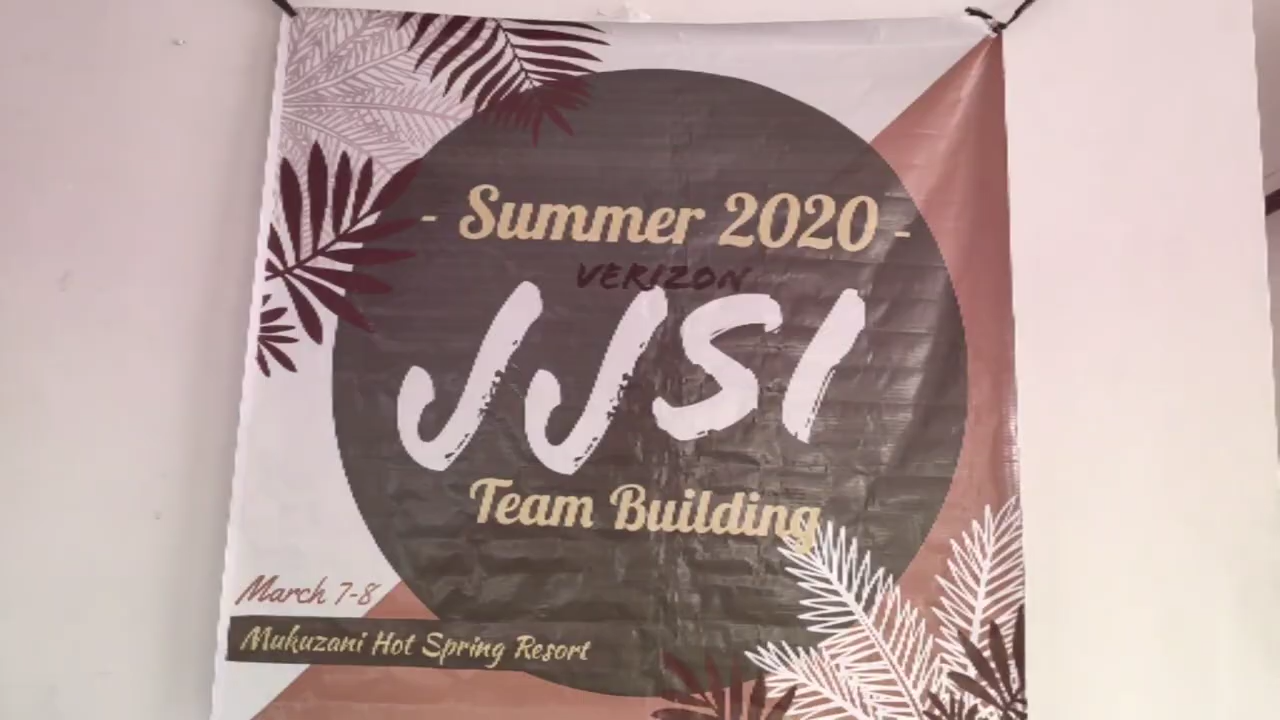 - Summer 2020 -
VERIZON
JJSI
Team Building
March 7-8
Mukuzani Hot Spring Resort